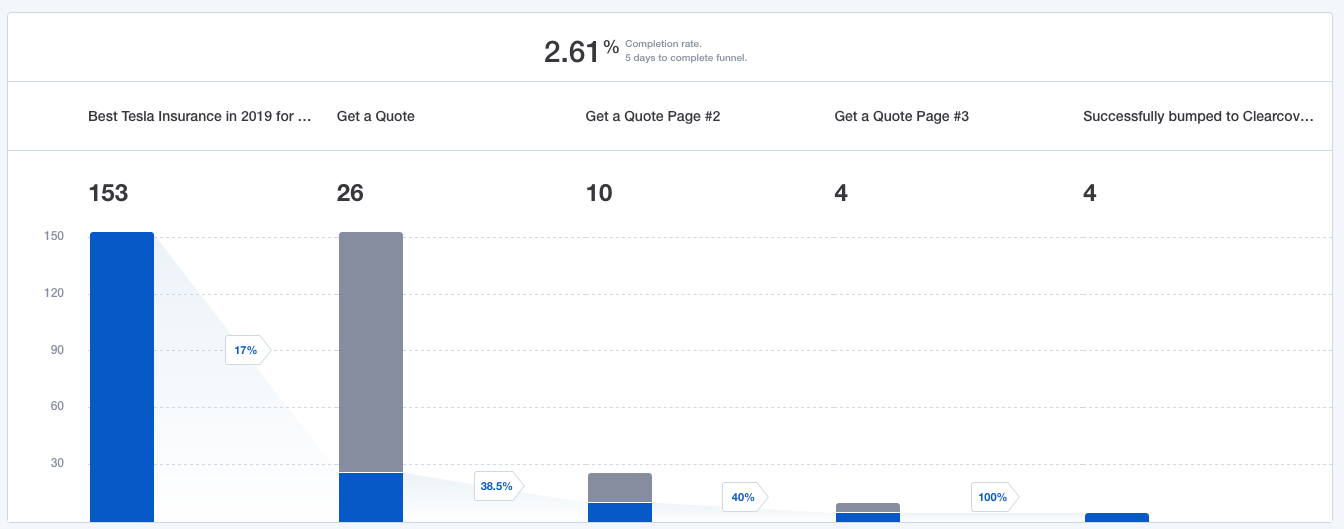 2.61% Completion rate.
5 days to complete funnel.
Best Tesla Insurance in 2019 for ... Get a Quote Get a Quote Page #2 Get a Quote Page #3 Successfully bumped to Clearcov...
153 26 10 4 4
150
120
90
17%
60
30
38.5%
40%
100%